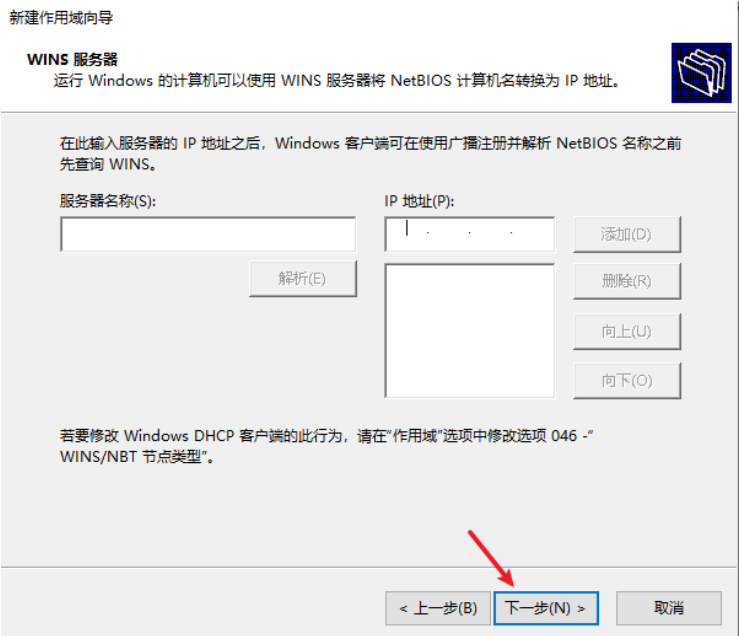 新建作用域向导
WINS 服务器
运行 Windows 的计算机可以使用 WINS 服务器将 NetBIOS 计算机名转换为 IP 地址。
在此输入服务器的 IP 地址之后，Windows 客户端可在使用广播注册并解析 NetBIOS 名称之前
先查询 WINS。
服务器名称(S):
IP 地址(P):
添加(D)
解析(E)
删除(R)
向上(U)
向下(O)
若要修改 Windows DHCP 客户端的此行为，请在“作用域”选项中修改选项 046 -“
WINS/NBT 节点类型”。
< 上一步(B)
下一步(N) >
取消